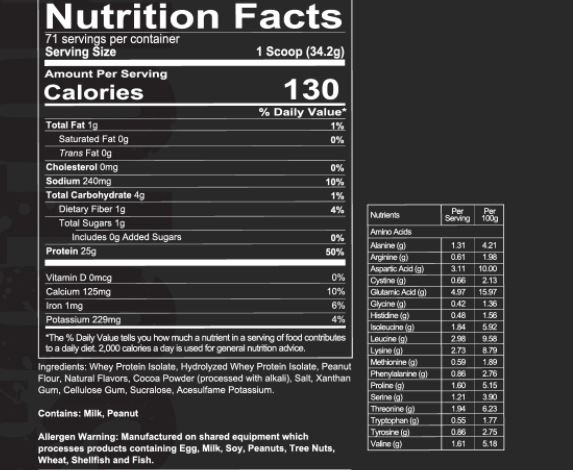 Nutrition Facts
71 servings per container
Serving Size 1 Scoop (34.2g)
Amount Per Serving
Calories 130
% Daily Value*
Total Fat 1g 1%
Saturated Fat 0g 0%
Trans Fat 0g
Cholesterol 0mg 0%
Sodium 240mg 10%
Total Carbohydrate 4g 1%
Dietary Fiber 1g 4%
Total Sugars 1g
Includes 0g Added Sugars 0%
Protein 25g 50%
Vitamin D 0mcg 0%
Calcium 125mg 10%
Iron 1mg 6%
Potassium 229mg 4%
*The % Daily Value tells you how much a nutrient in a serving of food contributes
to a daily diet. 2,000 calories a day is used for general nutrition advice.
Ingredients: Whey Protein Isolate, Hydrolyzed Whey Protein Isolate, Peanut
Flour, Natural Flavors, Cocoa Powder (processed with alkali), Salt, Xanthan
Gum, Cellulose Gum, Sucralose, Acesulfame Potassium.
Contains: Milk, Peanut
Allergen Warning: Manufactured on shared equipment which
processes products containing Egg, Milk, Soy, Peanuts, Tree Nuts,
Wheat, Shellfish and Fish.
Nutrients Per Serving Per 100g
Amino Acids
Alanine (g) 1.31 4.21
Arginine (g) 0.61 1.98
Aspartic Acid (g) 3.11 10.00
Cystine (g) 0.66 2.13
Glutamic Acid (g) 4.97 15.97
Glycine (g) 0.42 1.36
Histidine (g) 0.48 1.56
Isoleucine (g) 1.84 5.92
Leucine (g) 2.98 9.58
Lysine (g) 2.73 8.79
Methionine (g) 0.59 1.89
Phenylalanine (g) 0.86 2.76
Proline (g) 1.60 5.15
Serine (g) 1.21 3.90
Threonine (g) 1.94 6.23
Tryptophan (g) 0.55 1.77
Tyrosine (g) 0.86 2.75
Valine (g) 1.61 5.18